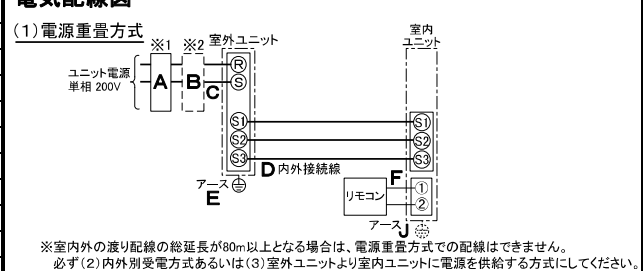 電気配線図
(1)電源重畳方式
※1 ※2 室外ユニット
室内
ユニット
ユニット電源
単相 200V
A
B
C
R
S
S1
S2
S3
S1
S2
S3
D 内外接続線
アース
E
リモコン
F
①
②
アース J
※室内外の渡り配線の総延長が80m以上となる場合は、電源重畳方式での配線はできません。
必ず(2)内外別受電方式あるいは(3)室外ユニットより室内ユニットに電源を供給する方式にしてください。